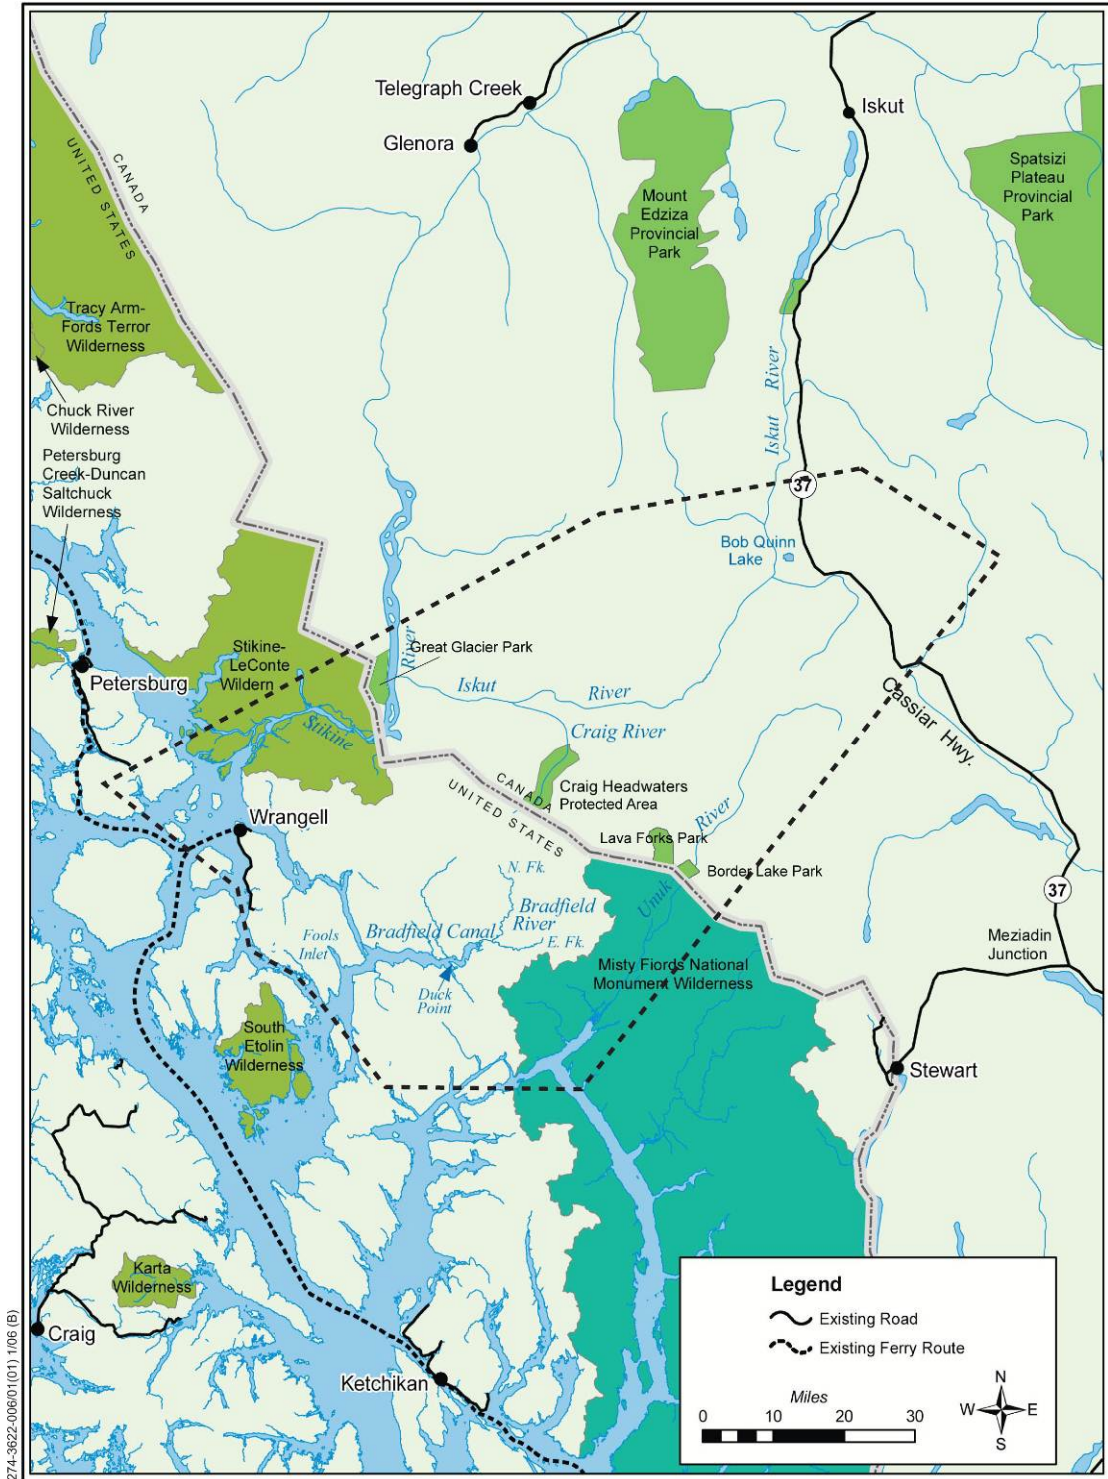 Telegraph Creek
Glenora
Iskut
Mount
Edziza
Provincial
Park
Spatsizi
Plateau
Provincial
Park
CANADA
UNITED STATES
Tracy Arm-
Fords Terror
Wilderness
Chuck River
Wilderness
Petersburg
Creek-Duncan
Saltchuck
Wilderness
Iskut River
37
Bob Quinn
Lake
Stikine-
LeConte
Wildern
Great Glacier Park
River
Petersburg
Iskut River
Stikine
Craig River
Cassiar Hwy.
CANADA
UNITED STATES
Craig Headwaters
Protected Area
Wrangell
River
Lava Forks Park
Border Lake Park
N. Fk.
Unuk
37
Bradfield
River
Bradfield Canal
E. Fk.
Fools
Inlet
Meziadin
Junction
Misty Fiords National
Monument Wilderness
Duck
Point
South
Etolin
Wilderness
Stewart
Karta
Wilderness
Craig
Ketchikan
Legend
Existing Road
Existing Ferry Route
Miles
0 10 20 30
N
W E
S
274-3622-006/01(01) 1/06 (B)